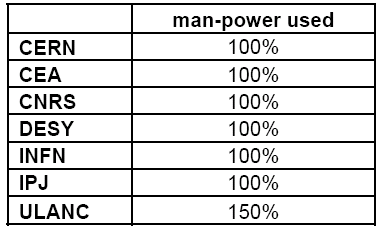 man-power used
CERN 100%
CEA 100%
CNRS 100%
DESY 100%
INFN 100%
IPJ 100%
ULANC 150%